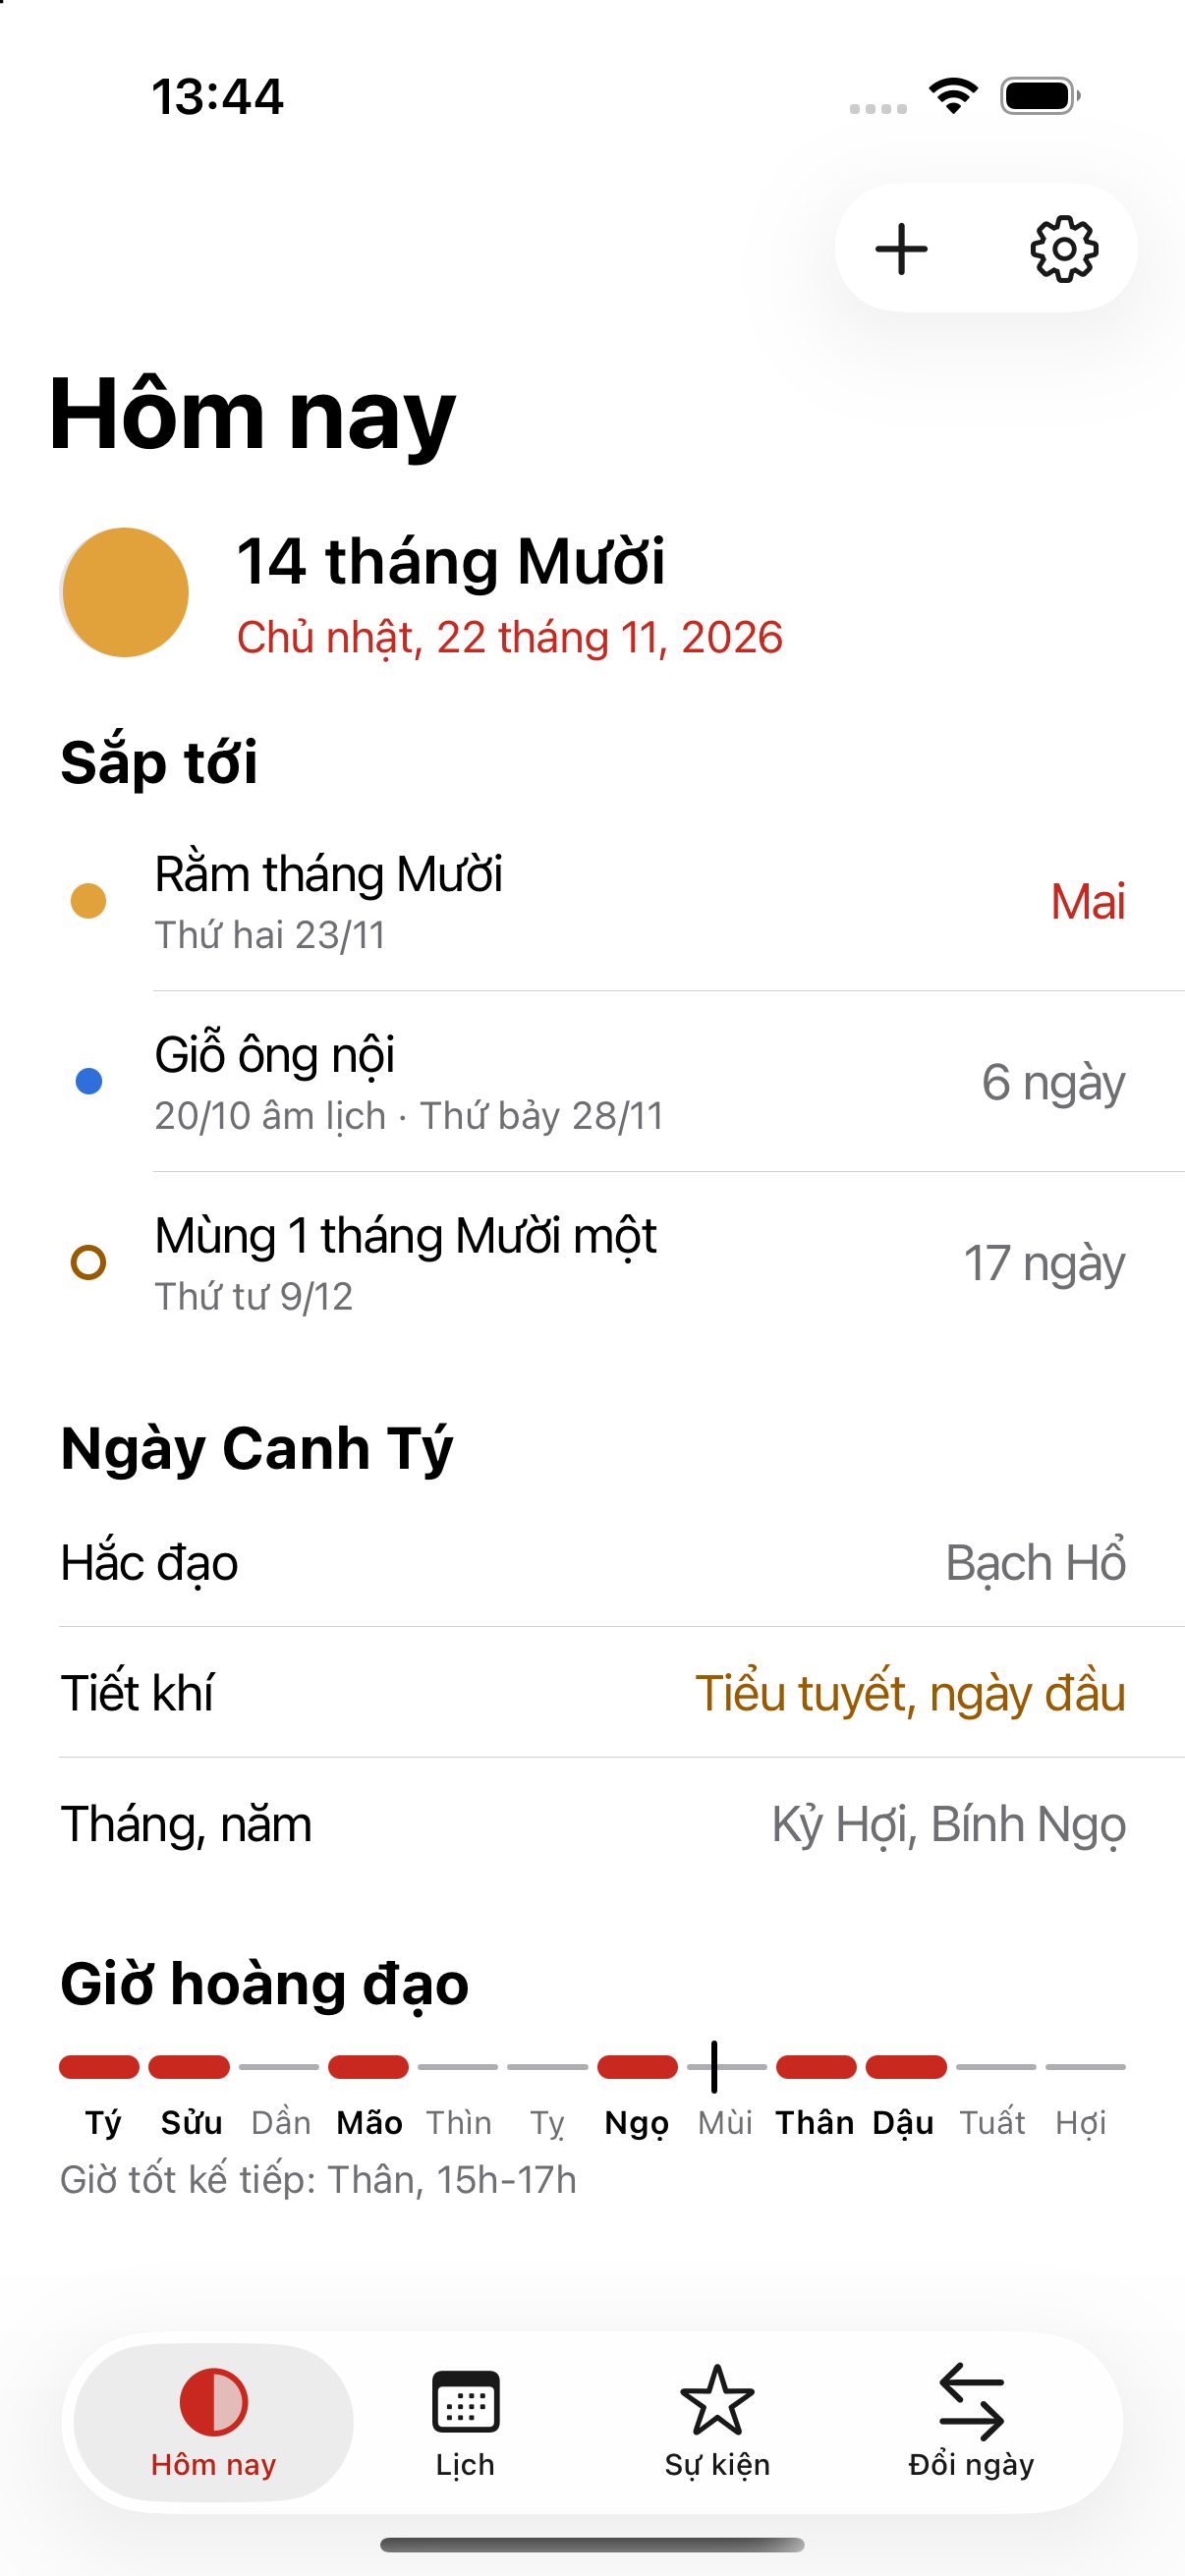 13:44
Hôm nay
14 tháng Mười
Chủ nhật, 22 tháng 11, 2026
Sắp tới
Rằm tháng Mười
Thứ hai 23/11
Mai
Giỗ ông nội
20/10 âm lịch · Thứ bảy 28/11
6 ngày
Mùng 1 tháng Mười một
Thứ tư 9/12
17 ngày
Ngày Canh Tý
Hắc đạo
Bạch Hổ
Tiết khí
Tiểu tuyết, ngày đầu
Tháng, năm
Kỷ Hợi, Bính Ngọ
Giờ hoàng đạo
Tý Sửu Dần Mão Thìn Tỵ Ngọ Mùi Thân Dậu Tuất Hợi
Giờ tốt kế tiếp: Thân, 15h-17h
Hôm nay
Lịch
Sự kiện
Đổi ngày